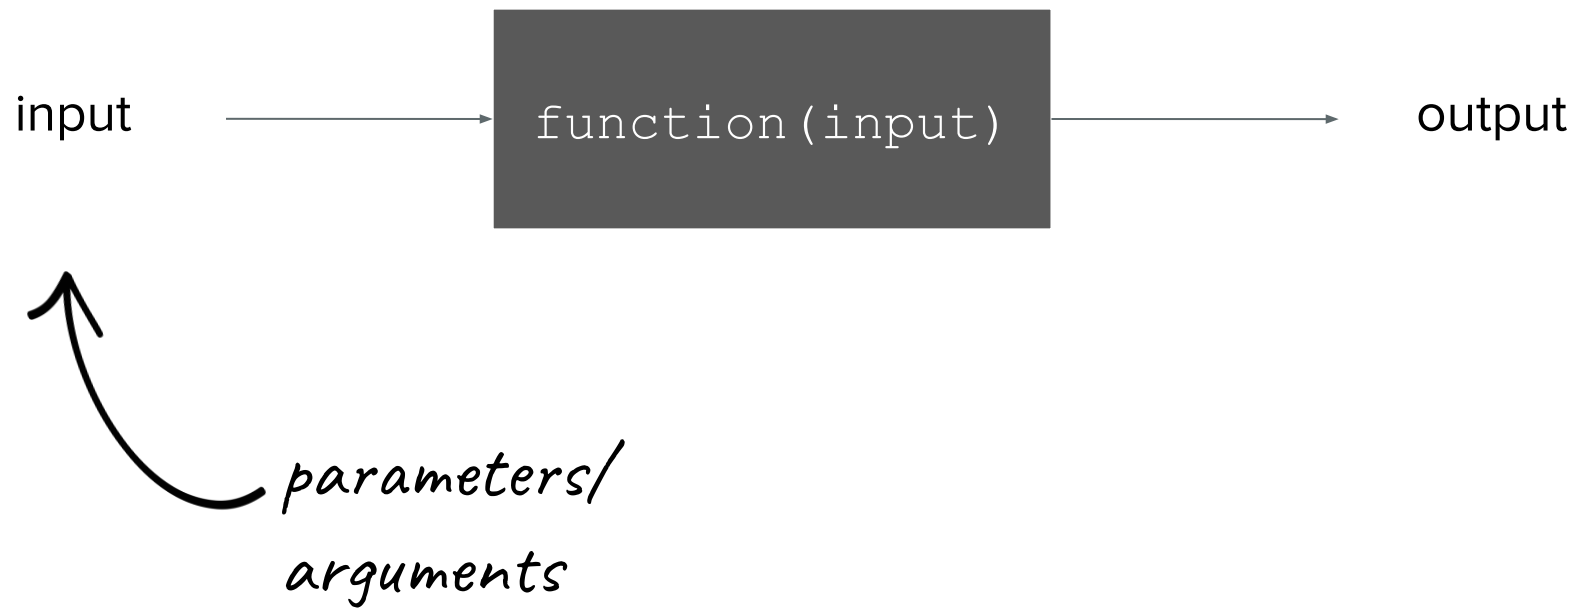 input
function(input)
output
parameters/
arguments